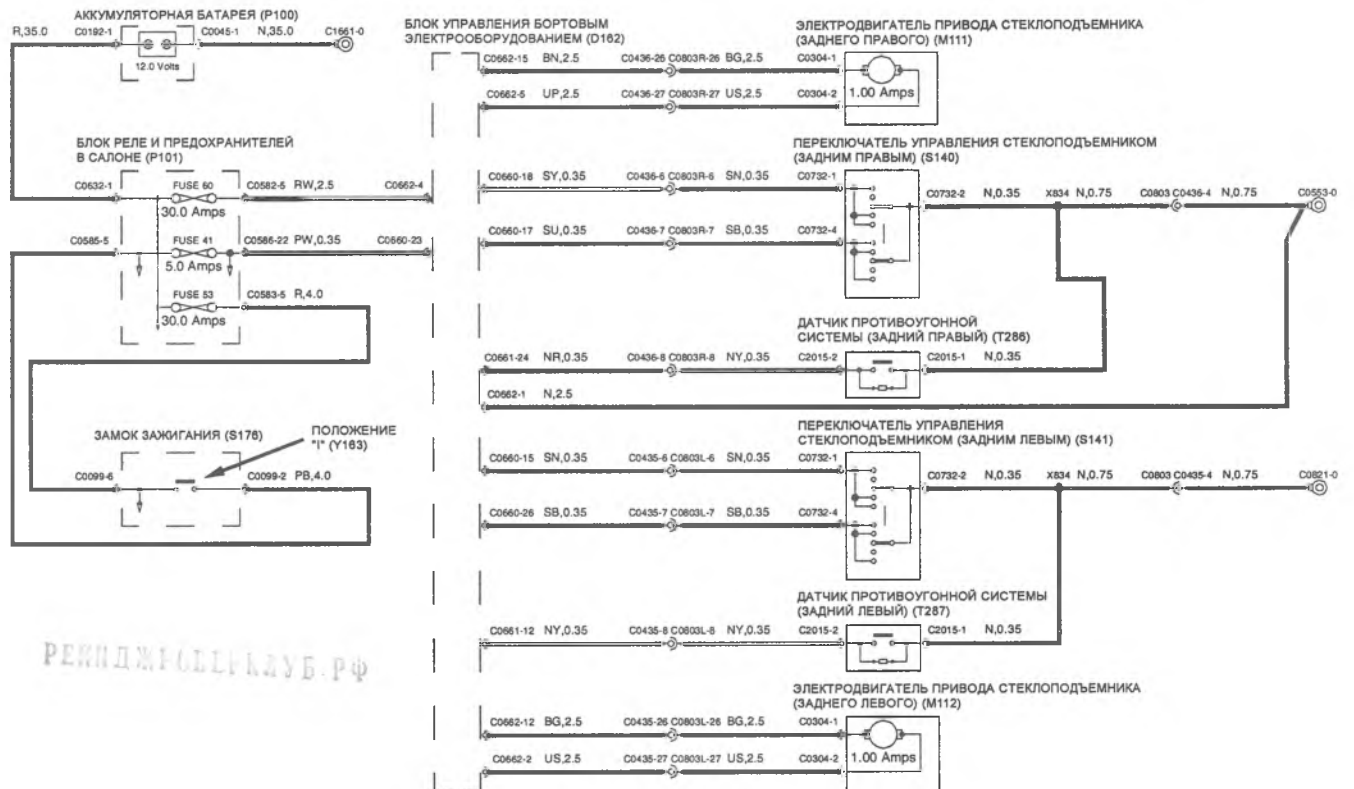 АККУМУЛЯТОРНАЯ БАТАРЕЯ (P100)
R,35.0 C0192-1 C0045-1 N,35.0 C1661-0
12.0 Volts
БЛОК УПРАВЛЕНИЯ БОРТОВЫМ
ЭЛЕКТРООБОРУДОВАНИЕМ (D162)
ЭЛЕКТРОДВИГАТЕЛЬ ПРИВОДА СТЕКЛОПОДЪЕМНИКА
(ЗАДНЕГО ПРАВОГО) (M111)
C0662-15 BN,2.5 C0436-26 C0803R-26 BG,2.5 C0304-1
C0662-5 UP,2.5 C0436-27 C0803R-27 US,2.5 C0304-2 1.00 Amps
БЛОК РЕЛЕ И ПРЕДОХРАНИТЕЛЕЙ
В САЛОНЕ (P101)
C0632-1 FUSE 60 C0582-5 RW,2.5 C0662-4
30.0 Amps
C0585-5 FUSE 41 C0586-22 PW,0.35 C0660-23
5.0 Amps
FUSE 53 C0583-5 R,4.0
30.0 Amps
ПЕРЕКЛЮЧАТЕЛЬ УПРАВЛЕНИЯ СТЕКЛОПОДЪЕМНИКОМ
(ЗАДНИМ ПРАВЫМ) (S140)
C0660-18 SY,0.35 C0436-6 C0803R-6 SN,0.35 C0732-1
C0732-2 N,0.35 X834 N,0.75 C0803 C0436-4 N,0.75 C0553-0
C0660-17 SU,0.35 C0436-7 C0803R-7 SB,0.35 C0732-4
ДАТЧИК ПРОТИВОУГОННОЙ
СИСТЕМЫ (ЗАДНИЙ ПРАВЫЙ) (T286)
C0661-24 NR,0.35 C0436-8 C0803R-8 NY,0.35 C2015-2 C2015-1 N,0.35
C0662-1 N,2.5
ЗАМОК ЗАЖИГАНИЯ (S176)
ПОЛОЖЕНИЕ
"I" (Y163)
C0099-6 C0099-2 PB,4.0
ПЕРЕКЛЮЧАТЕЛЬ УПРАВЛЕНИЯ
СТЕКЛОПОДЪЕМНИКОМ (ЗАДНИМ ЛЕВЫМ) (S141)
C0660-15 SN,0.35 C0435-6 C0803L-6 SN,0.35 C0732-1
C0732-2 N,0.35 X834 N,0.75 C0803 C0435-4 N,0.75 C0821-0
C0660-26 SB,0.35 C0435-7 C0803L-7 SB,0.35 C0732-4
ДАТЧИК ПРОТИВОУГОННОЙ СИСТЕМЫ
(ЗАДНИЙ ЛЕВЫЙ) (T287)
C0661-12 NY,0.35 C0435-8 C0803L-8 NY,0.35 C2015-2 C2015-1 N,0.35
ЭЛЕКТРОДВИГАТЕЛЬ ПРИВОДА СТЕКЛОПОДЪЕМНИКА
(ЗАДНЕГО ЛЕВОГО) (M112)
C0662-12 BG,2.5 C0435-26 C0803L-26 BG,2.5 C0304-1
C0662-2 US,2.5 C0435-27 C0803L-27 US,2.5 C0304-2 1.00 Amps